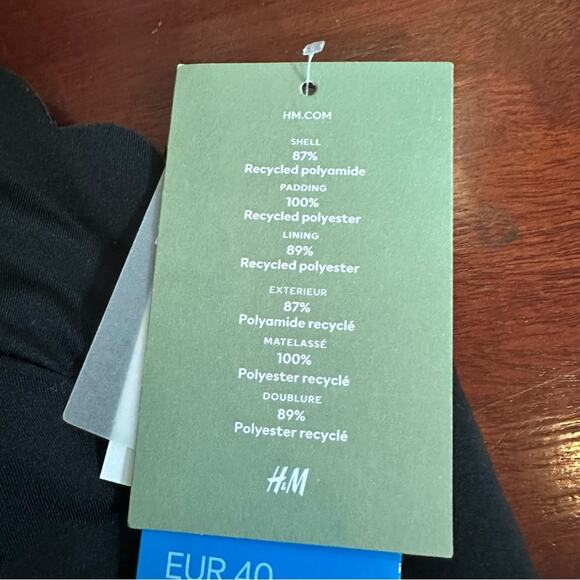 HM.COM
SHELL
87%
Recycled polyamide
PADDING
100%
Recycled polyester
LINING
89%
Recycled polyester
EXTERIEUR
87%
Polyamide recyclé
MATELASSÉ
100%
Polyester recyclé
DOUBLURE
89%
Polyester recyclé
H&M
EUR 40